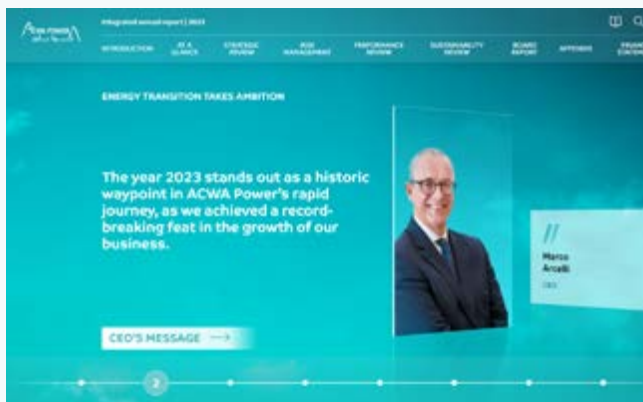 ACWA POWER
Integrated annual report | 2023
INTRODUCTION
AT A
GLANCE
STRATEGIC
REVIEW
RISK
MANAGEMENT
PERFORMANCE
REVIEW
SUSTAINABILITY
REVIEW
BOARD
REPORT
APPENDIX
ENERGY TRANSITION TAKES AMBITION
The year 2023 stands out as a historic
waypoint in ACWA Power's rapid
journey, as we achieved a record-
breaking feat in the growth of our
business.
//
Marco
Arcelli
CEO
CEO'S MESSAGE →
2